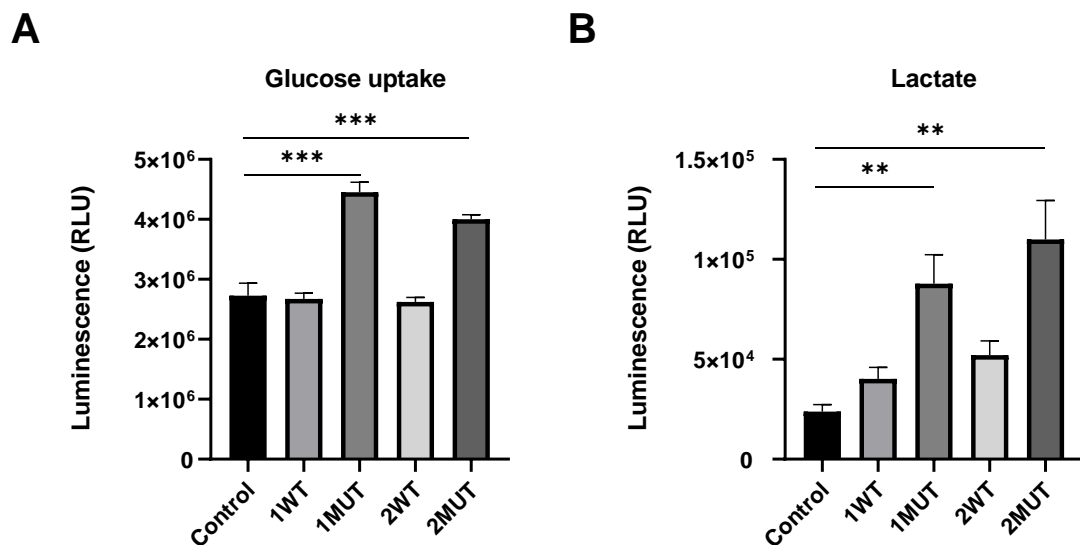 A
Glucose uptake
***
***
Luminescence (RLU)
5×10⁶
4×10⁶
3×10⁶
2×10⁶
1×10⁶
0
Control
1WT
1MUT
2WT
2MUT
B
Lactate
**
**
Luminescence (RLU)
1.5×10⁵
1×10⁵
5×10⁴
0
Control
1WT
1MUT
2WT
2MUT